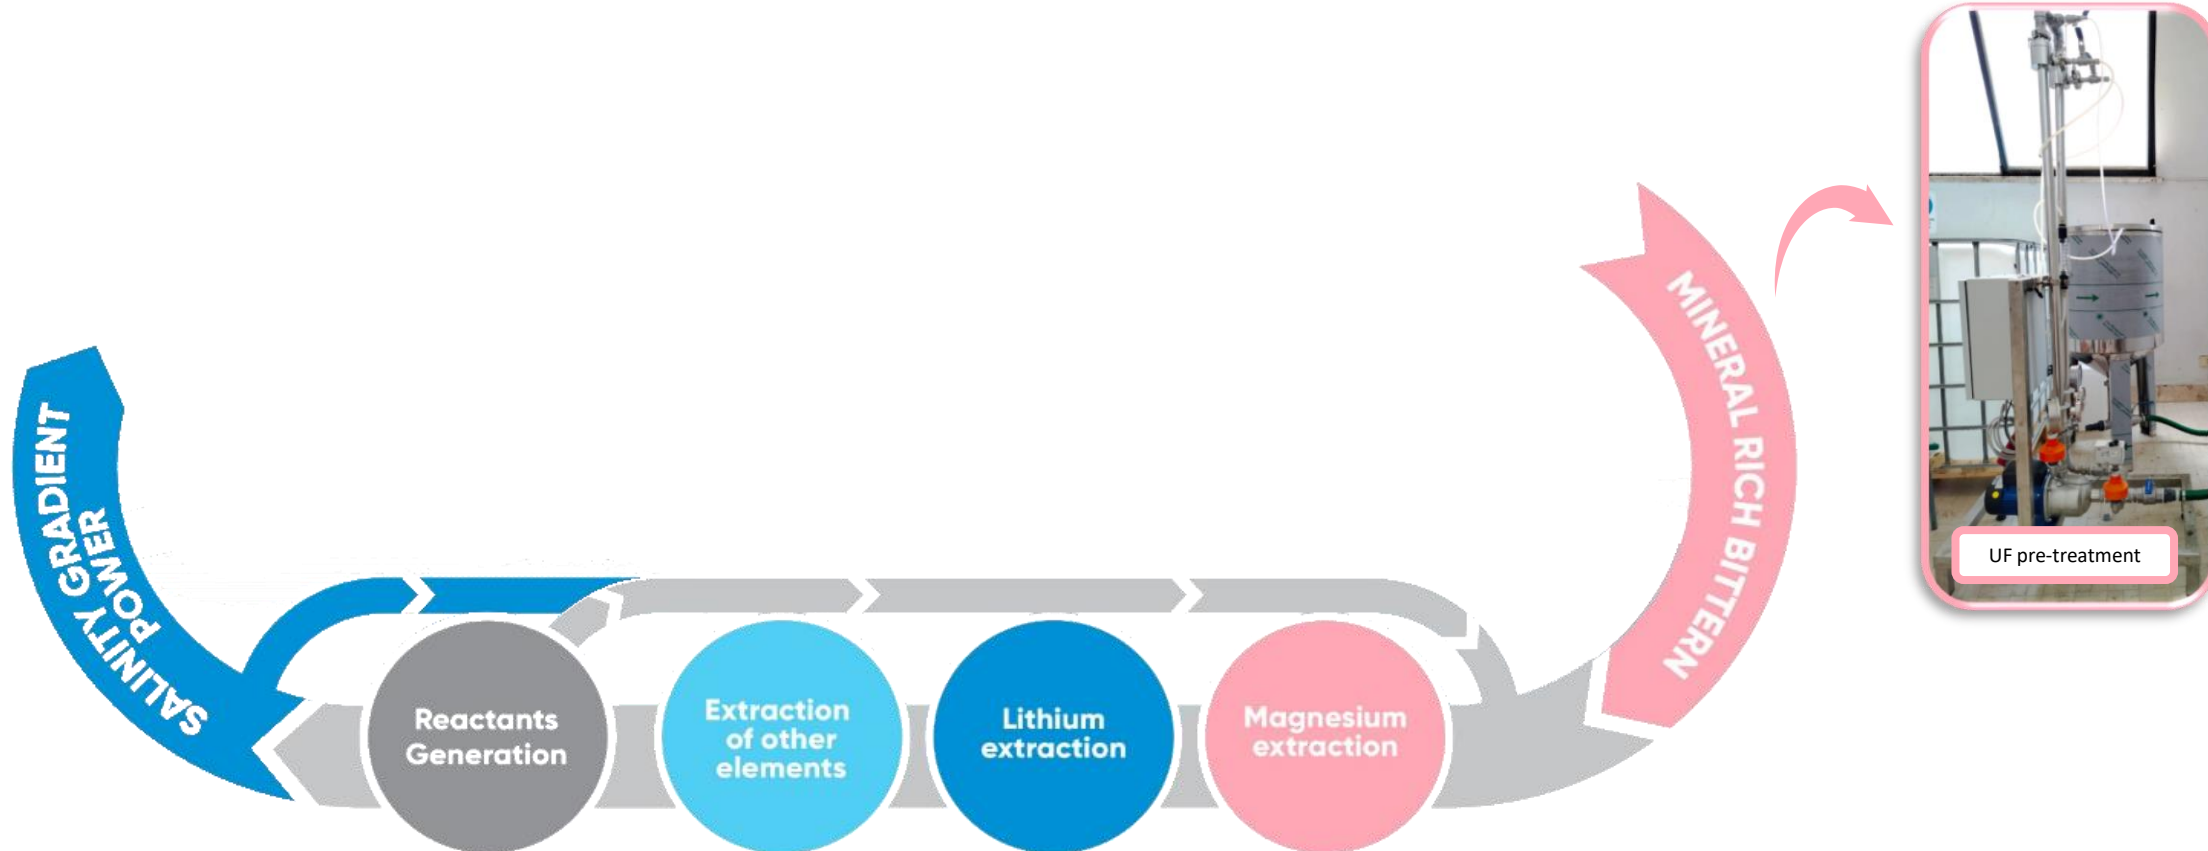 SALINITY GRADIENT
POWER
Reactants
Generation
Extraction
of other
elements
Lithium
extraction
Magnesium
extraction
MINERAL RICH BITTERN
UF pre-treatment